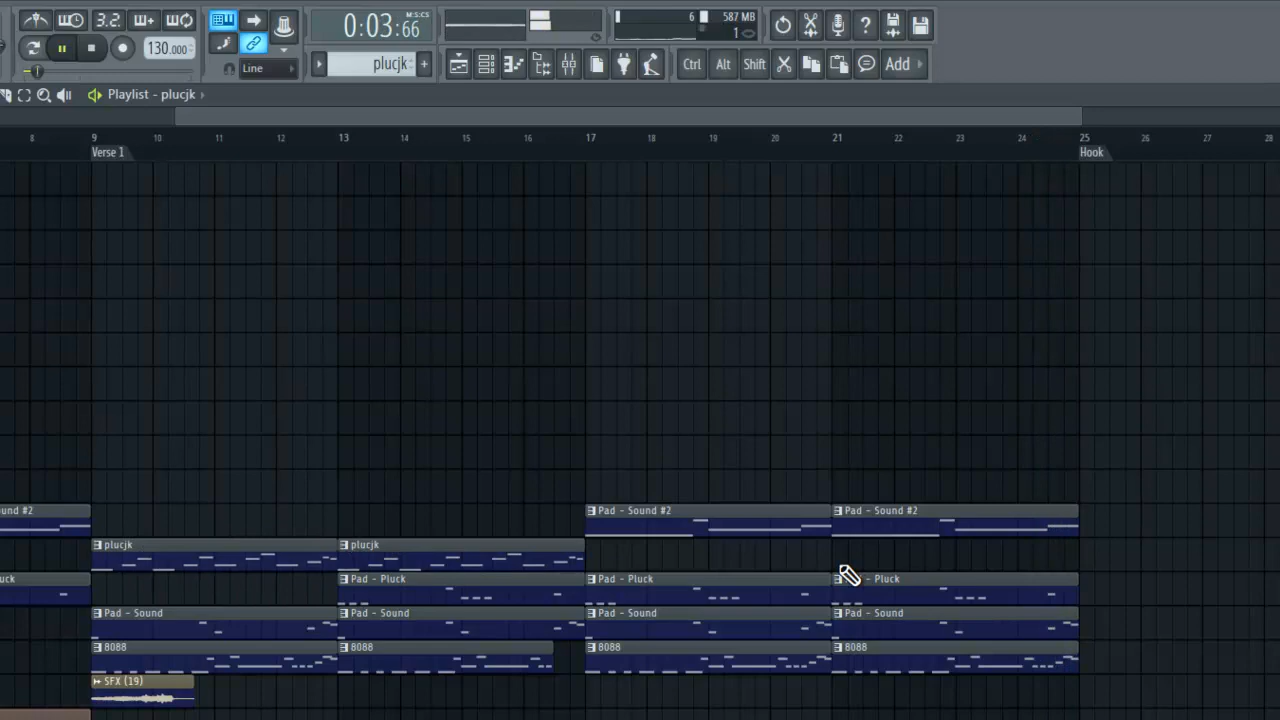 3.2.
0:03:66
M:S:CS
6
587 MB
1
130.000
Line
plucjk
Ctrl
Alt
Shift
Add
Playlist - plucjk
8 9 10 11 12 13 14 15 16 17 18 19 20 21 22 23 24 25 26 27 28
Verse 1
Hook
und #2
Pad - Sound #2
Pad - Sound #2
plucjk
plucjk
uck
Pad - Pluck
Pad - Pluck
- Pluck
Pad - Sound
Pad - Sound
Pad - Sound
Pad - Sound
8088
8088
8088
8088
SFX (19)